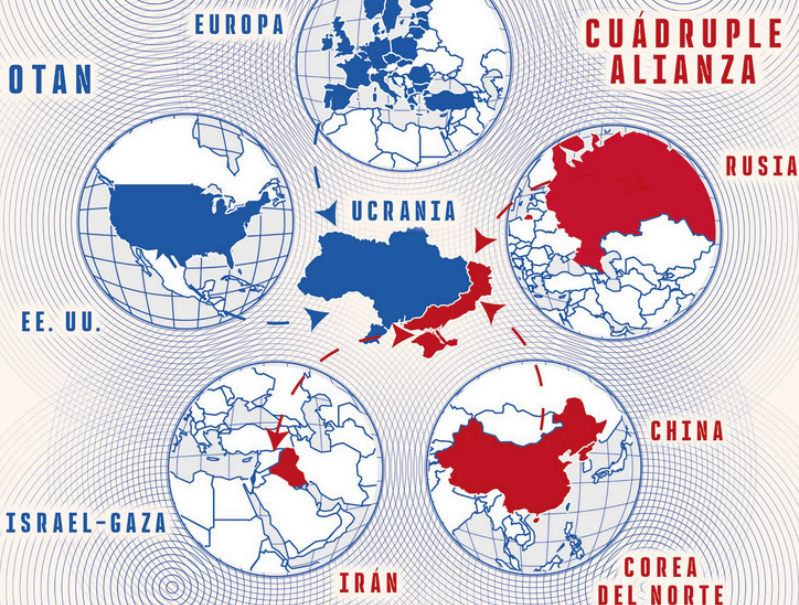 EUROPA
CUÁDRUPLE
ALIANZA
OTAN
RUSIA
UCRANIA
EE. UU.
CHINA
ISRAEL-GAZA
IRÁN
COREA
DEL NORTE